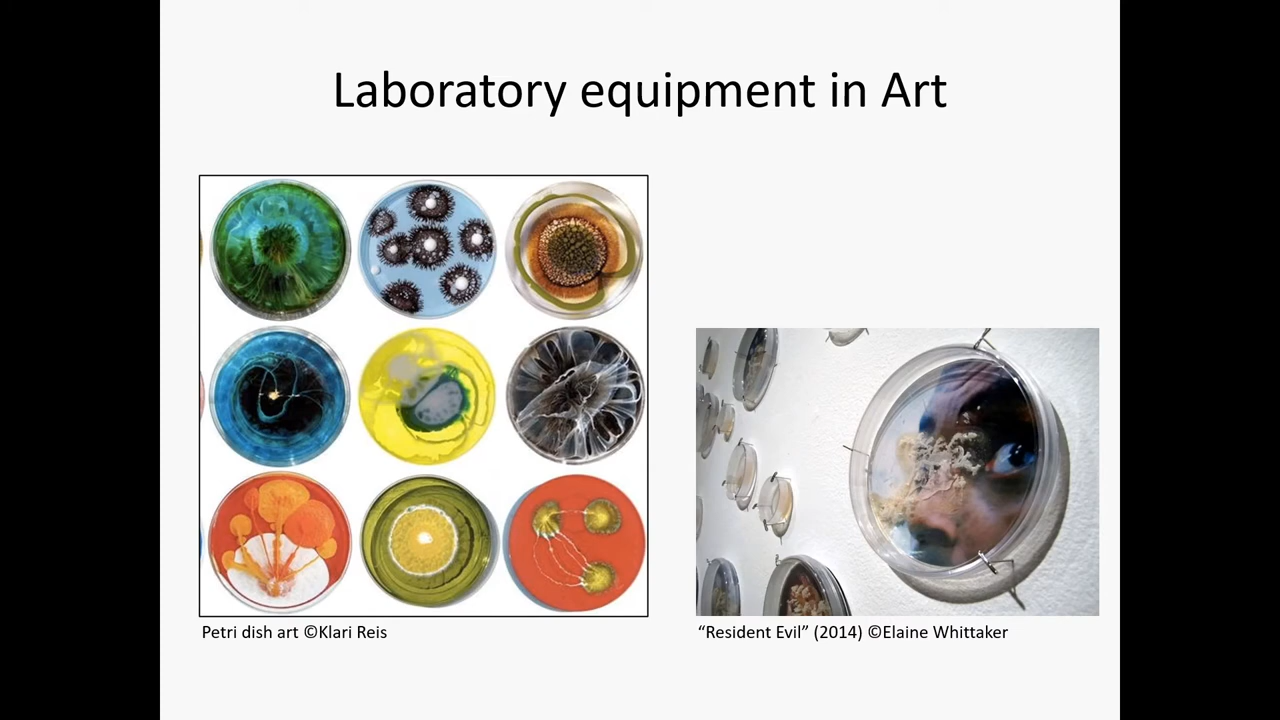 Laboratory equipment in Art
Petri dish art ©Klari Reis
“Resident Evil” (2014) ©Elaine Whittaker